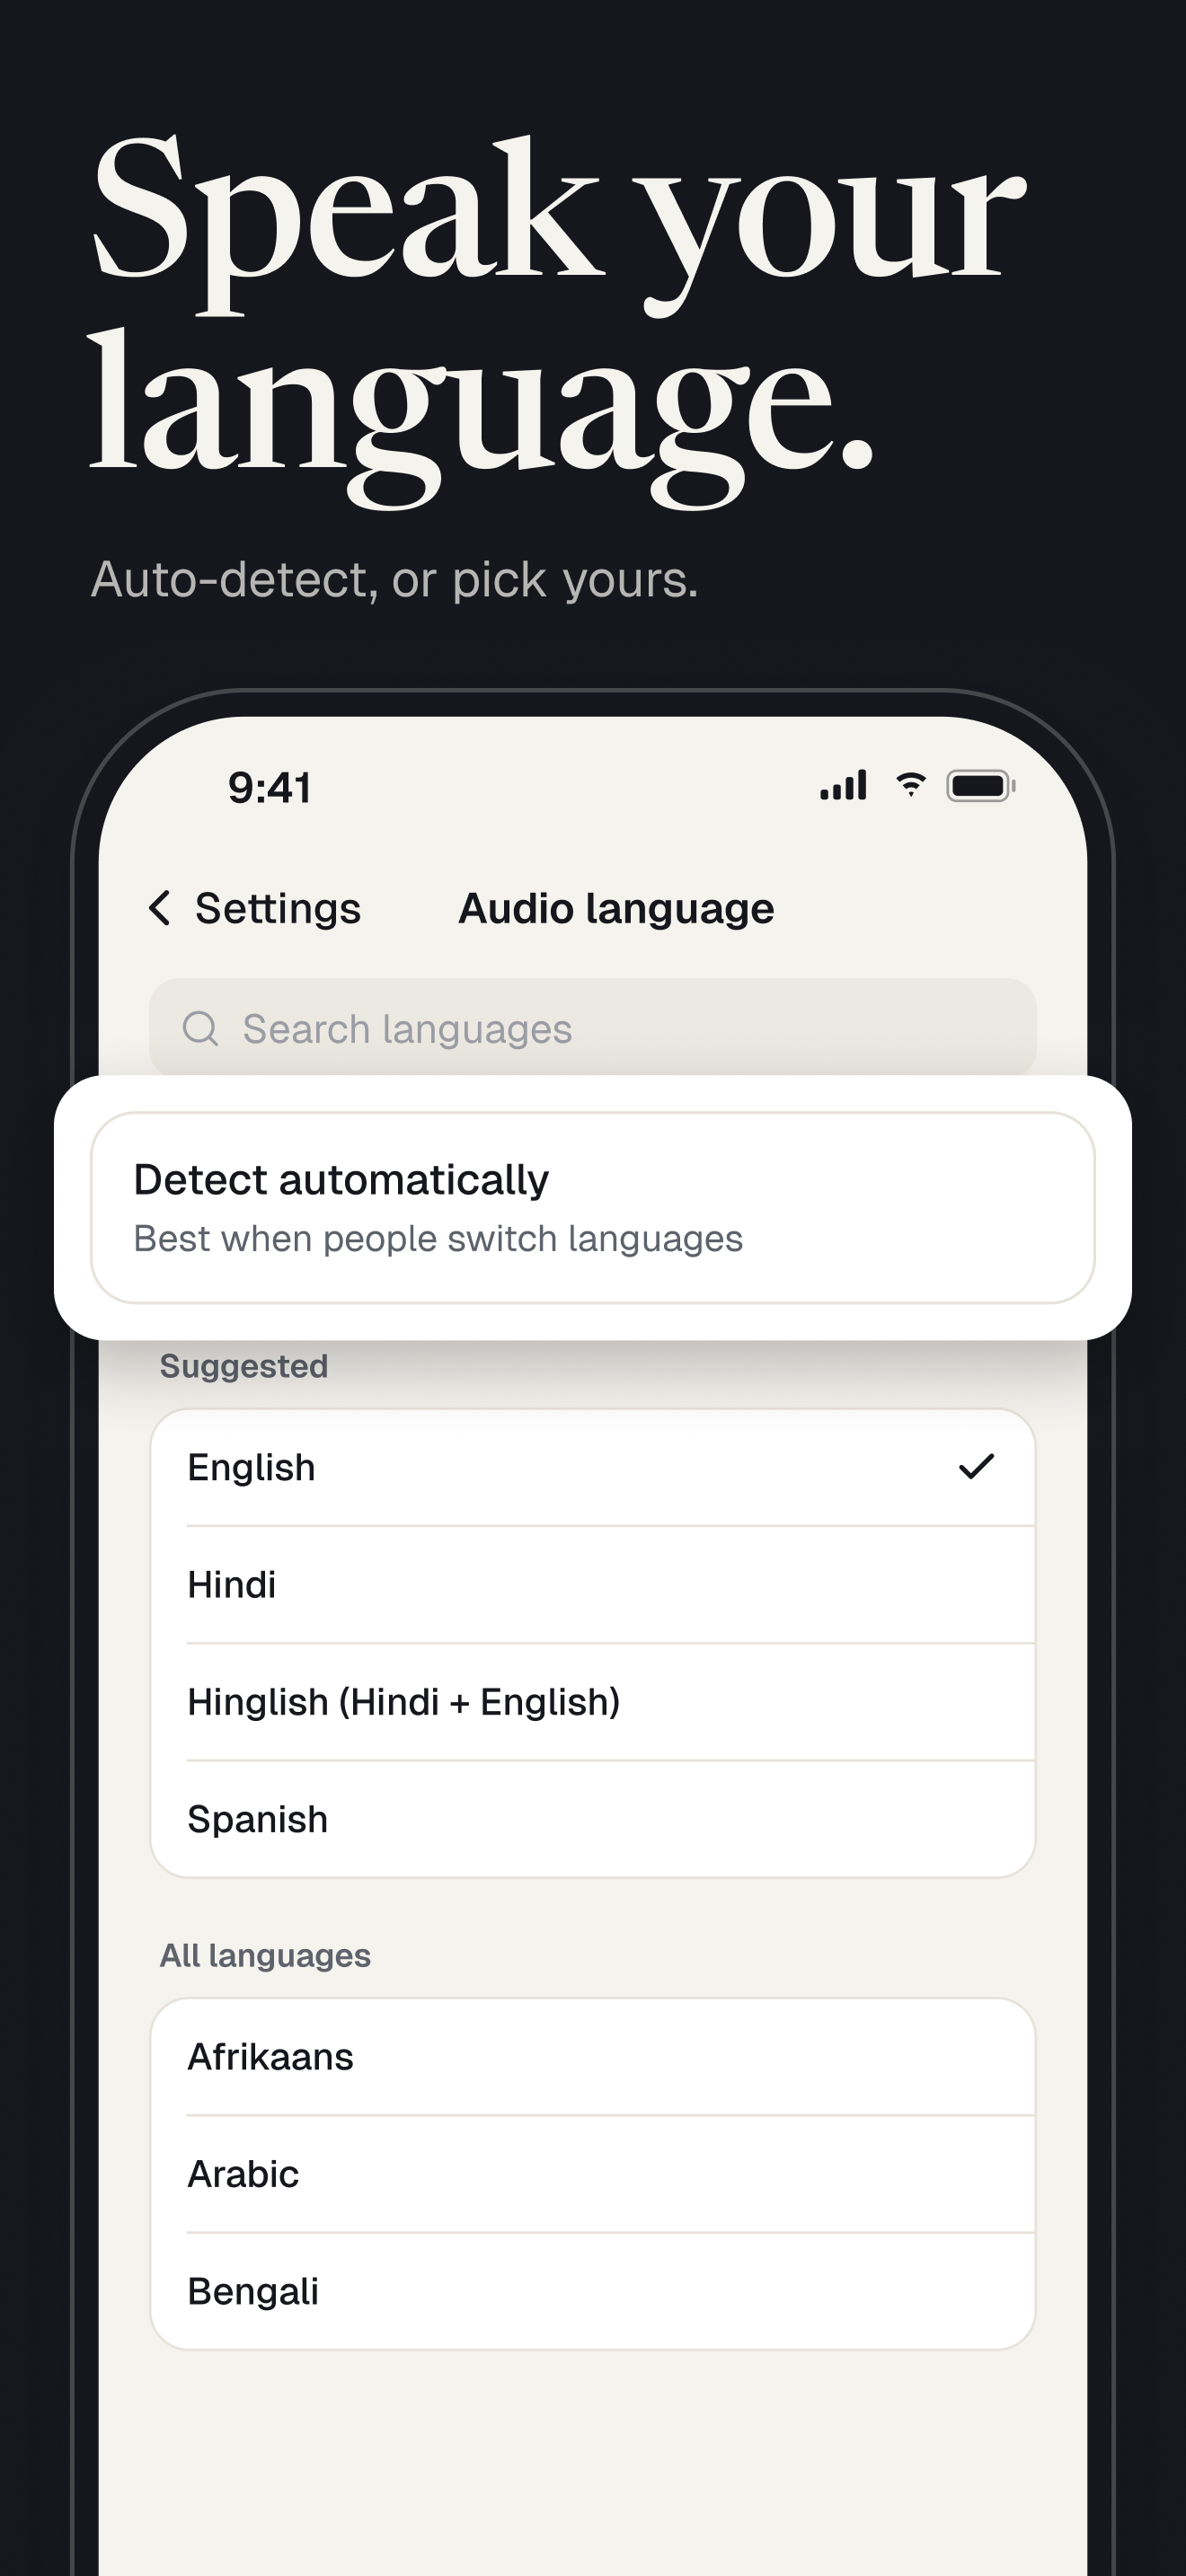 Speak your
language.
Auto-detect, or pick yours.
9:41
Settings
Audio language
Search languages
Detect automatically
Best when people switch languages
Suggested
English
Hindi
Hinglish (Hindi + English)
Spanish
All languages
Afrikaans
Arabic
Bengali